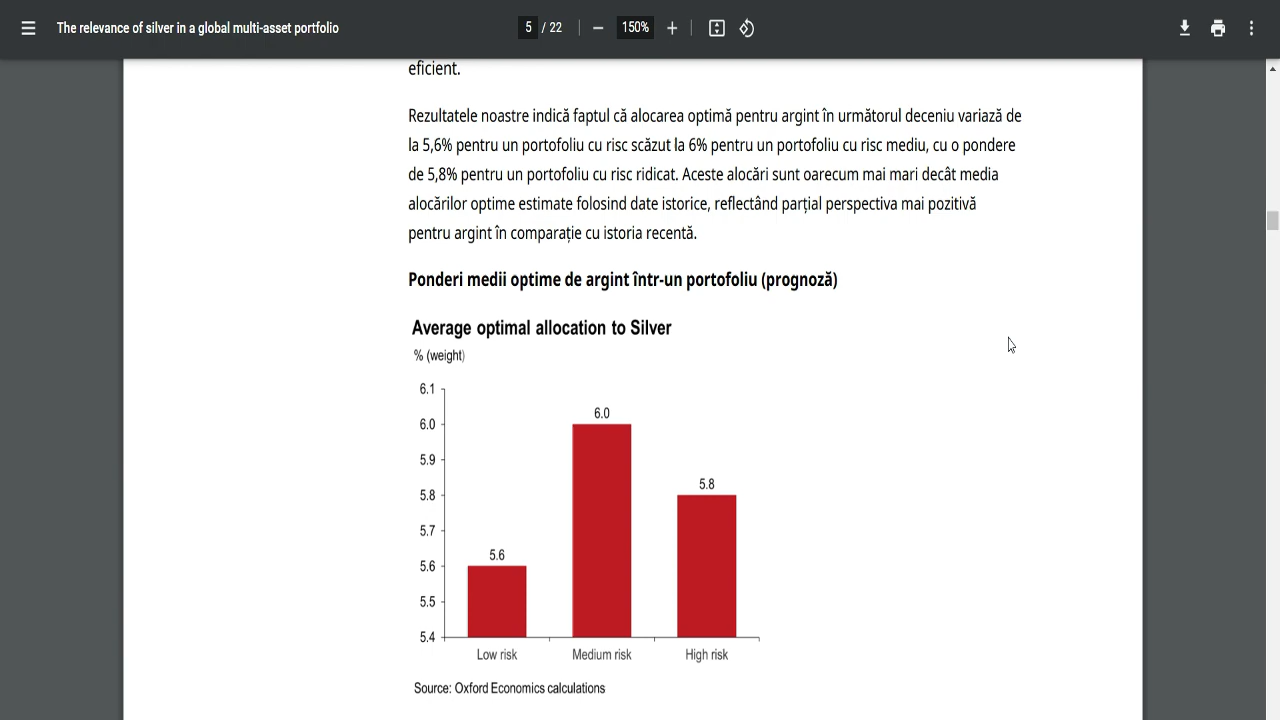 The relevance of silver in a global multi-asset portfolio
5 / 22
150%
eficient.
Rezultatele noastre indică faptul că alocarea optimă pentru argint în următorul deceniu variază de
la 5,6% pentru un portofoliu cu risc scăzut la 6% pentru un portofoliu cu risc mediu, cu o pondere
de 5,8% pentru un portofoliu cu risc ridicat. Aceste alocări sunt oarecum mai mari decât media
alocărilor optime estimate folosind date istorice, reflectând parțial perspectiva mai pozitivă
pentru argint în comparație cu istoria recentă.
Ponderi medii optime de argint într-un portofoliu (prognoză)
Average optimal allocation to Silver
% (weight)
6.1
6.0
5.9
5.8
5.7
5.6
5.5
5.4
5.6
6.0
5.8
Low risk
Medium risk
High risk
Source: Oxford Economics calculations